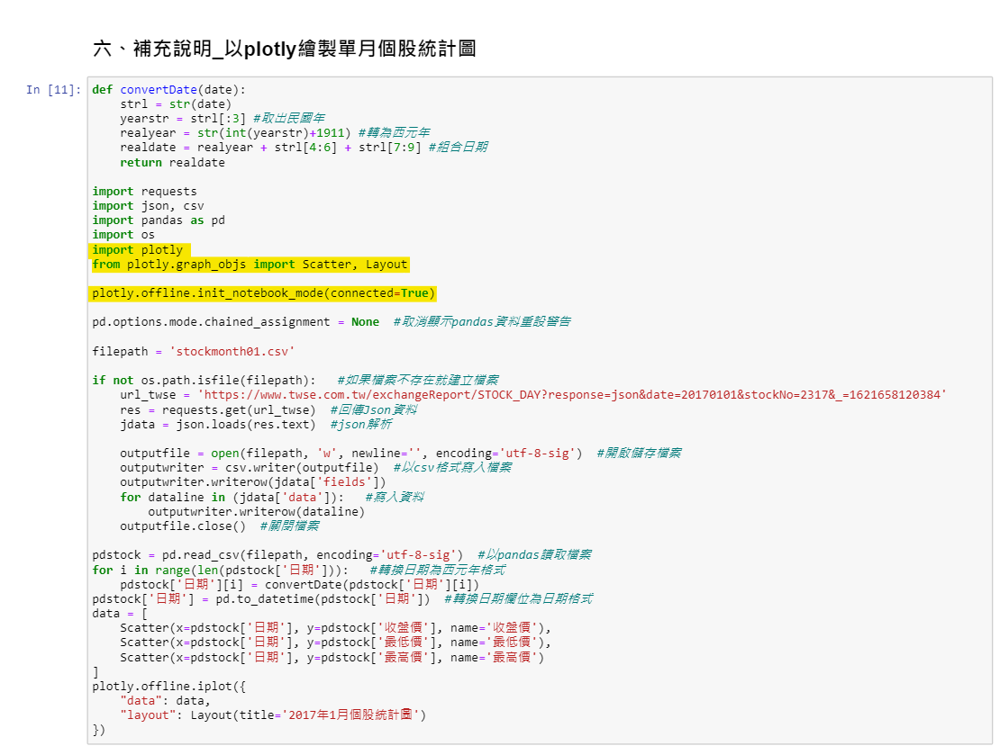 六、補充說明_以plotly繪製單月個股統計圖
In [11]:
def convertDate(date):
    strl = str(date)
    yearstr = strl[:3] #取出民國年
    realyear = str(int(yearstr)+1911) #轉為西元年
    realdate = realyear + strl[4:6] + strl[7:9] #組合日期
    return realdate
import requests
import json, csv
import pandas as pd
import os
import plotly
from plotly.graph_objs import Scatter, Layout
plotly.offline.init_notebook_mode(connected=True)
pd.options.mode.chained_assignment = None  #取消顯示pandas資料重設警告
filepath = 'stockmonth01.csv'
if not os.path.isfile(filepath):   #如果檔案不存在就建立檔案
    url_twse = 'https://www.twse.com.tw/exchangeReport/STOCK_DAY?response=json&date=20170101&stockNo=2317&_=1621658120384'
    res = requests.get(url_twse)  #回傳Json資料
    jdata = json.loads(res.text)  #json解析
    outputfile = open(filepath, 'w', newline='', encoding='utf-8-sig')  #開啟儲存檔案
    outputwriter = csv.writer(outputfile)  #以csv格式寫入檔案
    outputwriter.writerow(jdata['fields'])
    for dataline in (jdata['data']):   #寫入資料
        outputwriter.writerow(dataline)
    outputfile.close()  #關閉檔案
pdstock = pd.read_csv(filepath, encoding='utf-8-sig')  #以pandas讀取檔案
for i in range(len(pdstock['日期'])):   #轉換日期為西元年格式
    pdstock['日期'][i] = convertDate(pdstock['日期'][i])
pdstock['日期'] = pd.to_datetime(pdstock['日期'])  #轉換日期欄位為日期格式
data = [
    Scatter(x=pdstock['日期'], y=pdstock['收盤價'], name='收盤價'),
    Scatter(x=pdstock['日期'], y=pdstock['最低價'], name='最低價'),
    Scatter(x=pdstock['日期'], y=pdstock['最高價'], name='最高價')
]
plotly.offline.iplot({
    "data": data,
    "layout": Layout(title='2017年1月個股統計圖')
})